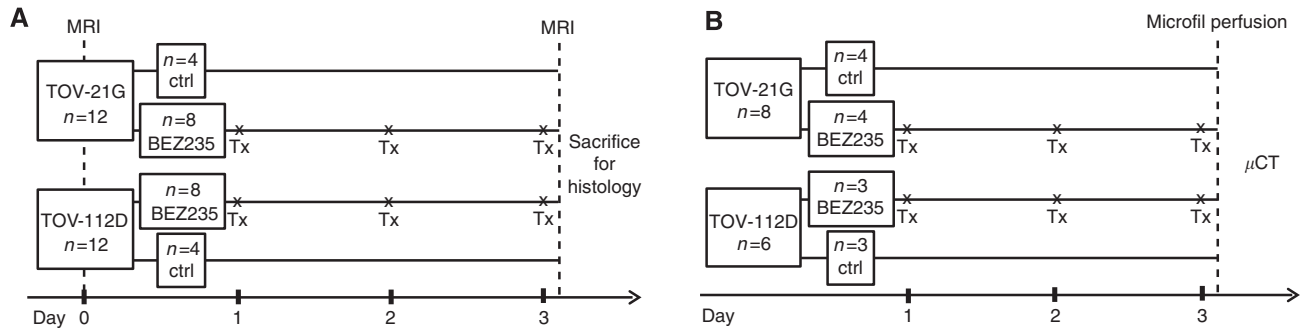 A
MRI
MRI
n=4
ctrl
TOV-21G
n=12
n=8
BEZ235
x
x
x
Tx
Tx
Tx
Sacrifice
for
histology
n=8
BEZ235
x
x
x
Tx
Tx
Tx
TOV-112D
n=12
n=4
ctrl
Day 0 1 2 3
B
Microfil perfusion
n=4
ctrl
TOV-21G
n=8
n=4
BEZ235
x
x
x
Tx
Tx
Tx
μCT
n=3
BEZ235
x
x
x
Tx
Tx
Tx
TOV-112D
n=6
n=3
ctrl
Day 1 2 3